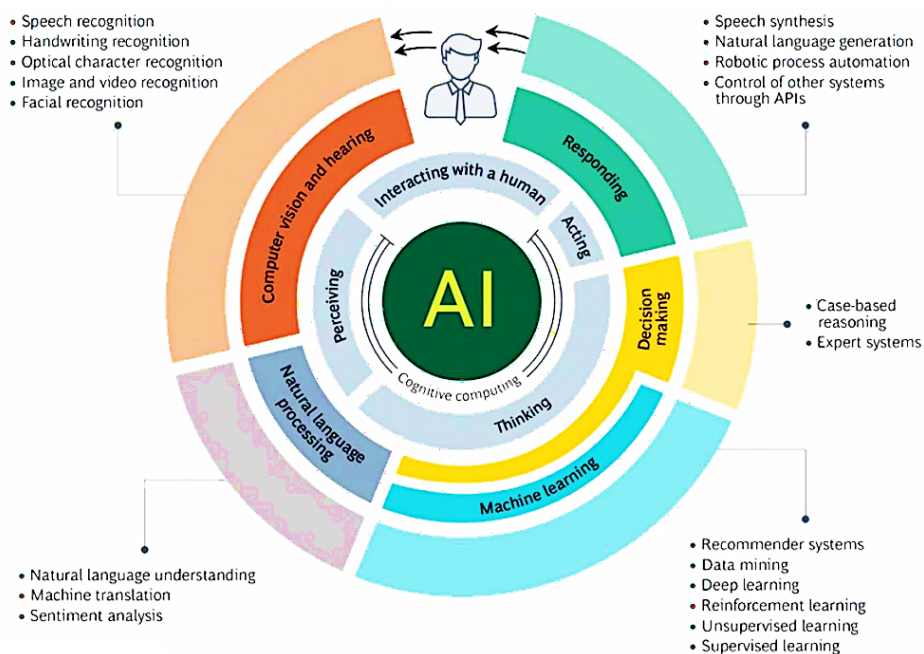 • Speech recognition
• Handwriting recognition
• Optical character recognition
• Image and video recognition
• Facial recognition
• Speech synthesis
• Natural language generation
• Robotic process automation
• Control of other systems
through APIs
Computer vision and hearing
Responding
Interacting with a human
Acting
Perceiving
AI
Cognitive computing
Thinking
Decision
making
• Case-based
reasoning
• Expert systems
Natural language
processing
Machine learning
• Natural language understanding
• Machine translation
• Sentiment analysis
• Recommender systems
• Data mining
• Deep learning
• Reinforcement learning
• Unsupervised learning
• Supervised learning